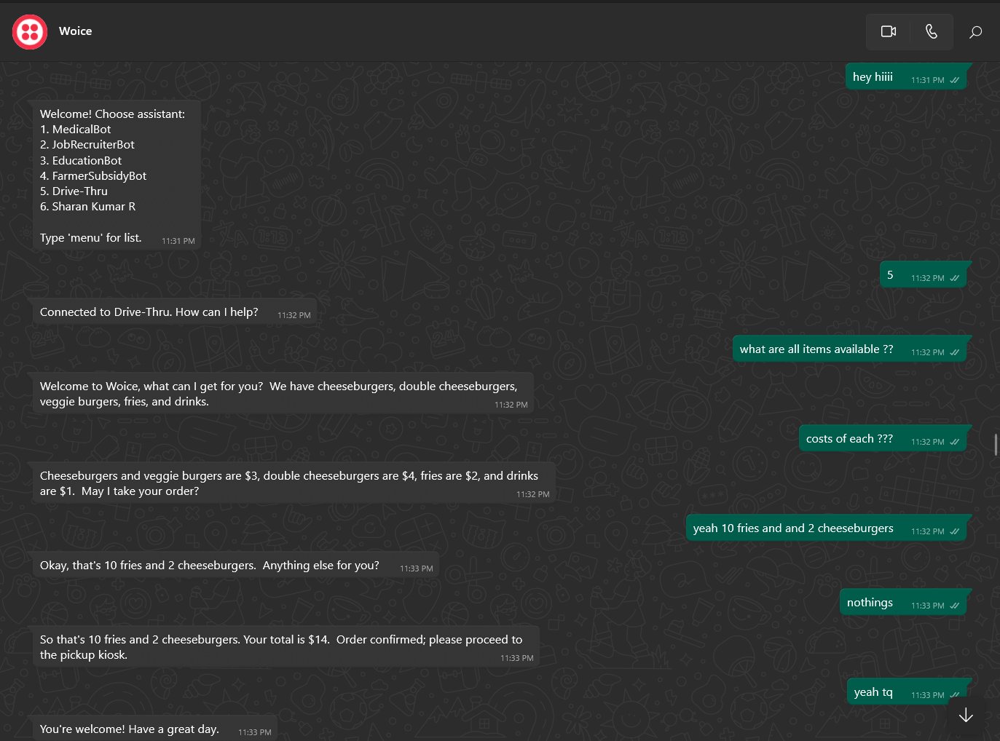 Woice
hey hiiii 11:31 PM
Welcome! Choose assistant:
1. MedicalBot
2. JobRecruiterBot
3. EducationBot
4. FarmerSubsidyBot
5. Drive-Thru
6. Sharan Kumar R
Type 'menu' for list. 11:31 PM
5 11:32 PM
Connected to Drive-Thru. How can I help? 11:32 PM
what are all items available ?? 11:32 PM
Welcome to Woice, what can I get for you?  We have cheeseburgers, double cheeseburgers,
veggie burgers, fries, and drinks. 11:32 PM
costs of each ??? 11:32 PM
Cheeseburgers and veggie burgers are $3, double cheeseburgers are $4, fries are $2, and drinks
are $1.  May I take your order? 11:32 PM
yeah 10 fries and and 2 cheeseburgers 11:32 PM
Okay, that's 10 fries and 2 cheeseburgers.  Anything else for you? 11:33 PM
nothings 11:33 PM
So that's 10 fries and 2 cheeseburgers. Your total is $14.  Order confirmed; please proceed to
the pickup kiosk. 11:33 PM
yeah tq 11:33 PM
You're welcome! Have a great day. 11:33 PM